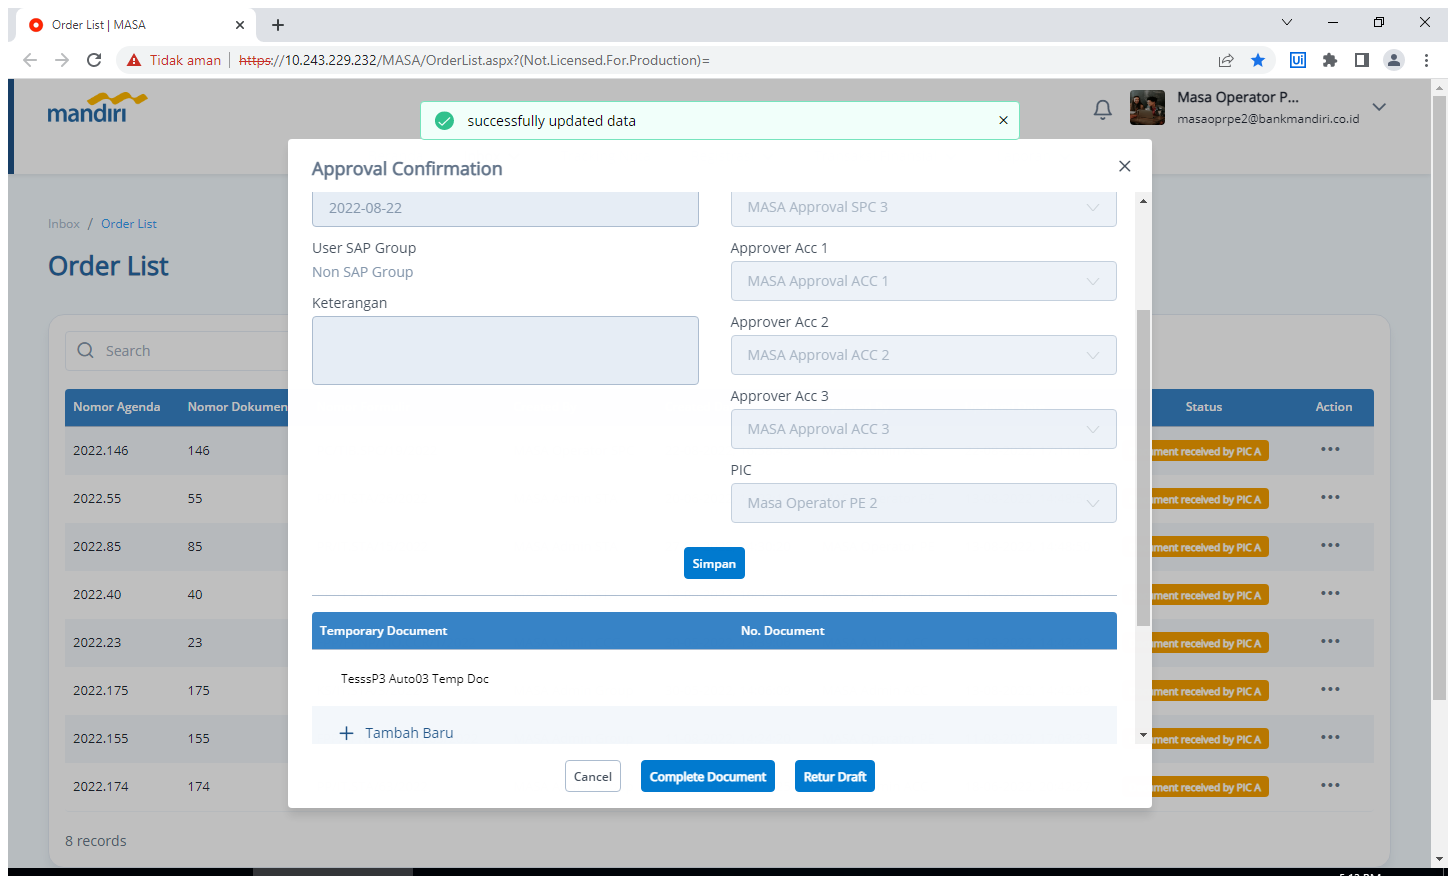 Order List | MASA
Tidak aman
https://10.243.229.232/MASA/OrderList.aspx?(Not.Licensed.For.Production)=
Ui
mandiri
successfully updated data
Masa Operator P...
masaoprpe2@bankmandiri.co.id
Approval Confirmation
2022-08-22
MASA Approval SPC 3
User SAP Group
Non SAP Group
Keterangan
Approver Acc 1
MASA Approval ACC 1
Approver Acc 2
MASA Approval ACC 2
Approver Acc 3
MASA Approval ACC 3
PIC
Masa Operator PE 2
Simpan
Temporary Document No. Document
TesssP3 Auto03 Temp Doc
+ Tambah Baru
Cancel Complete Document Retur Draft
Inbox / Order List
Order List
Search
Nomor Agenda Nomor Dokumen Status Action
2022.146 146 ment received by PIC A
2022.55 55 ment received by PIC A
2022.85 85 ment received by PIC A
2022.40 40 ment received by PIC A
2022.23 23 ment received by PIC A
2022.175 175 ment received by PIC A
2022.155 155 ment received by PIC A
2022.174 174 ment received by PIC A
8 records